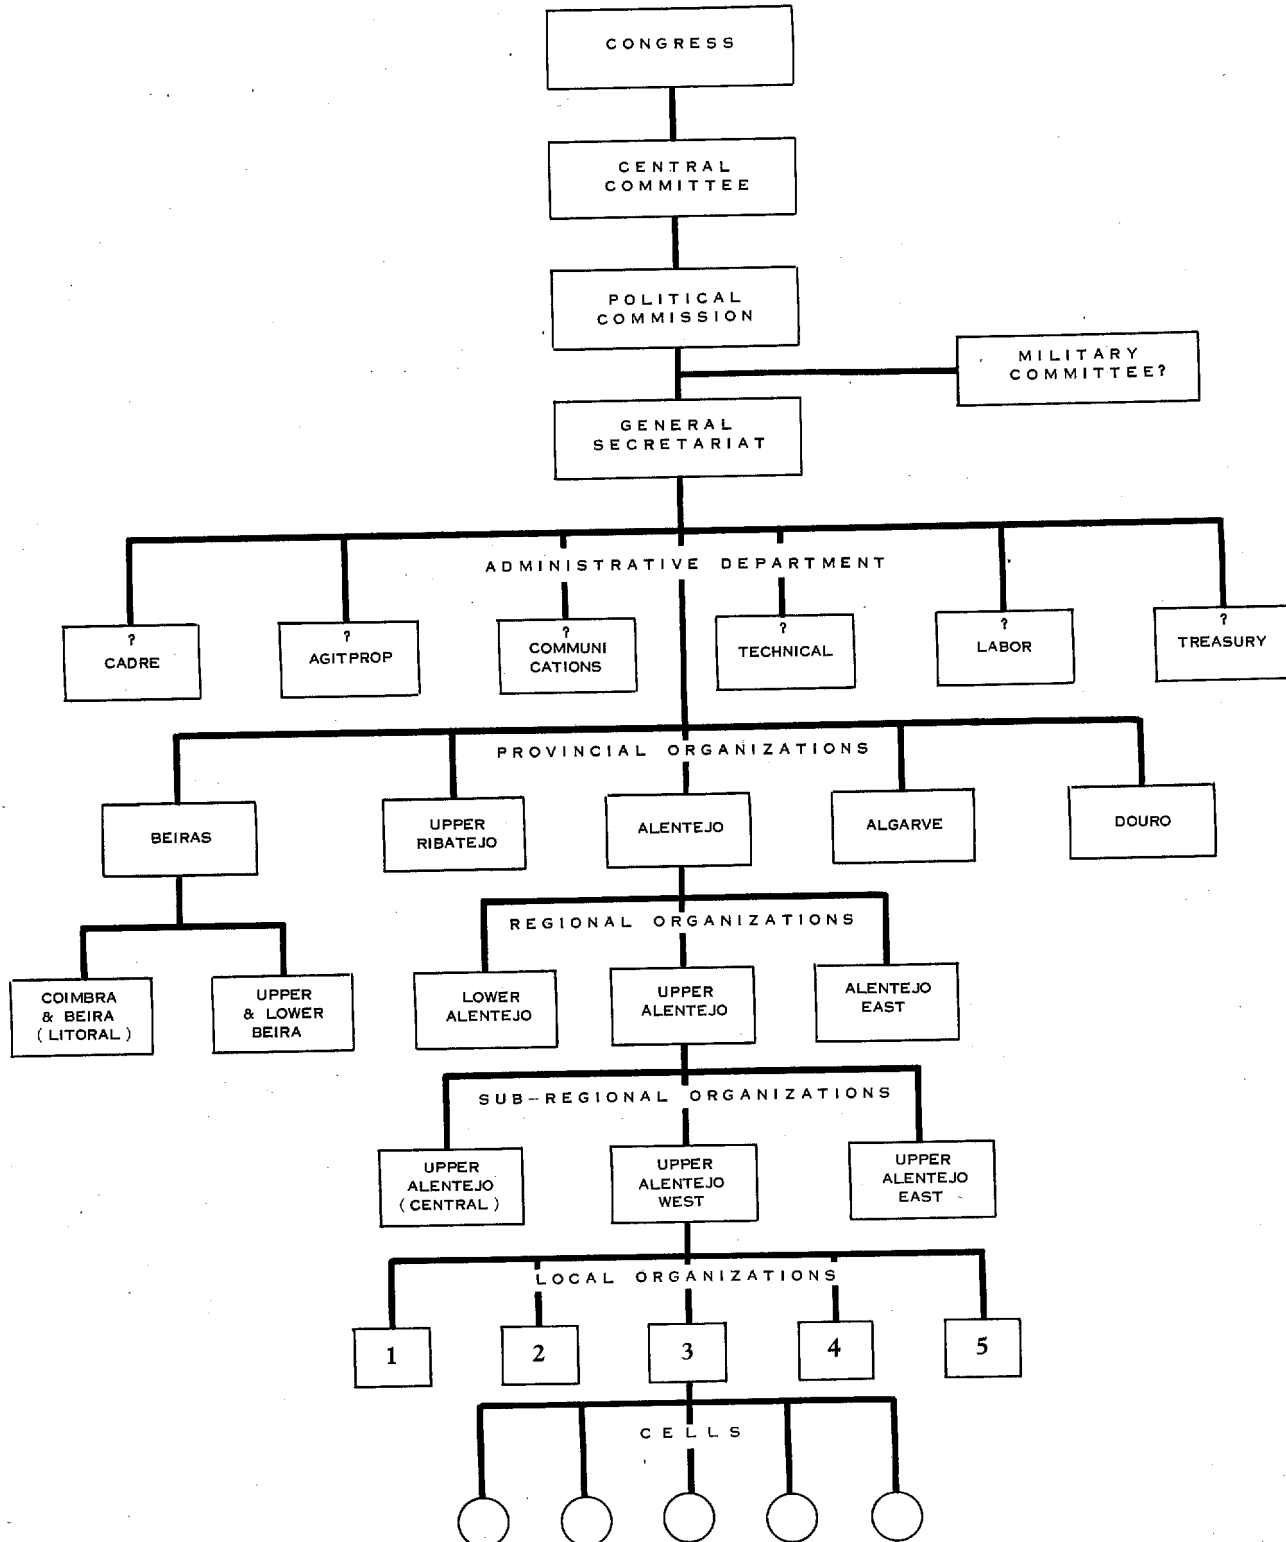 CONGRESS
CENTRAL
COMMITTEE
POLITICAL
COMMISSION
MILITARY
COMMITTEE?
GENERAL
SECRETARIAT
ADMINISTRATIVE DEPARTMENT
?
CADRE
?
AGITPROP
?
COMMUNI
CATIONS
?
TECHNICAL
?
LABOR
?
TREASURY
PROVINCIAL ORGANIZATIONS
BEIRAS
UPPER
RIBATEJO
ALENTEJO
ALGARVE
DOURO
REGIONAL ORGANIZATIONS
COIMBRA
& BEIRA
(LITORAL)
UPPER
& LOWER
BEIRA
LOWER
ALENTEJO
UPPER
ALENTEJO
ALENTEJO
EAST
SUB-REGIONAL ORGANIZATIONS
UPPER
ALENTEJO
(CENTRAL)
UPPER
ALENTEJO
WEST
UPPER
ALENTEJO
EAST
LOCAL ORGANIZATIONS
1
2
3
4
5
CELLS